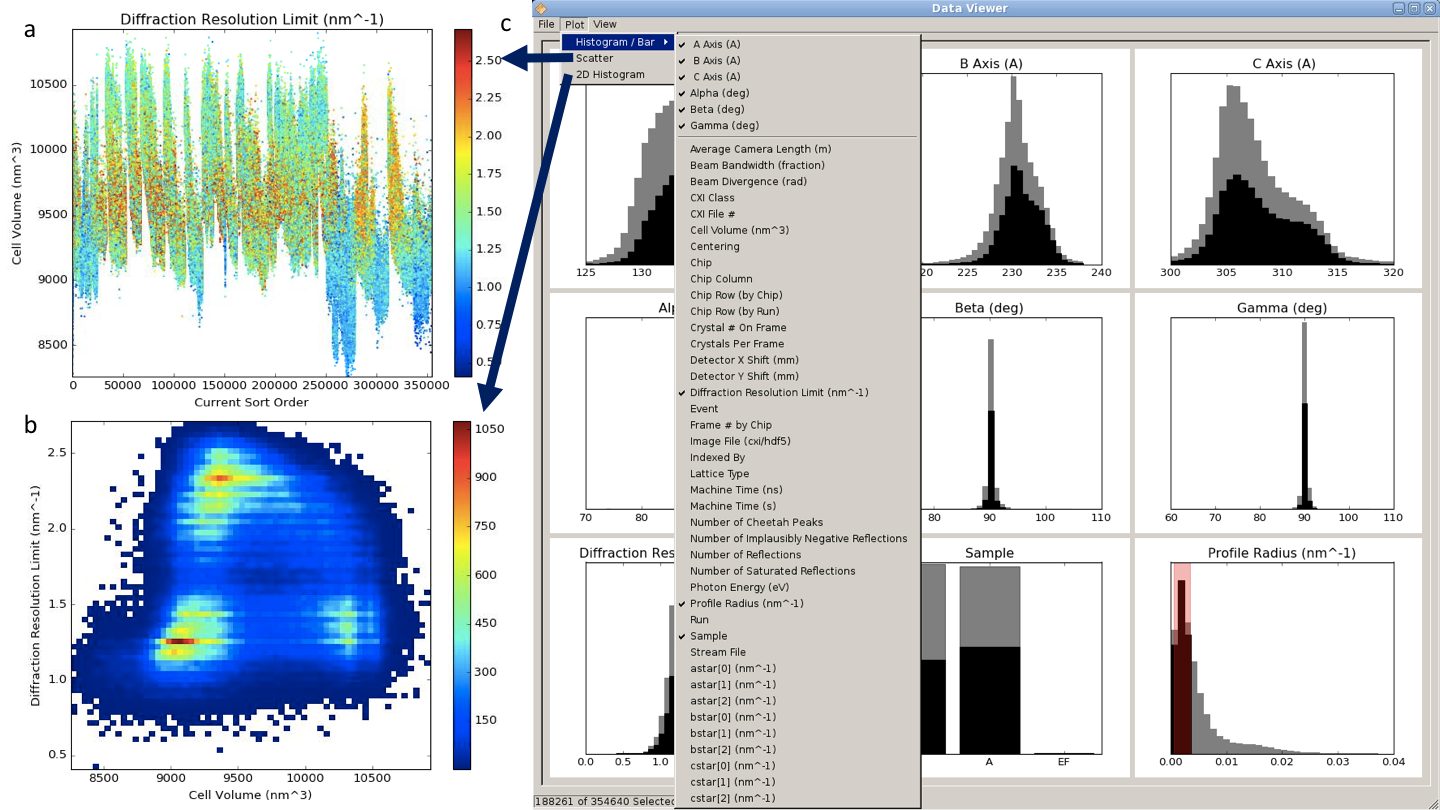 a
Diffraction Resolution Limit (nm^-1)
Cell Volume (nm^3)
10500
10000
9500
9000
8500
0
50000
100000
150000
200000
250000
300000
350000
Current Sort Order
2.50
2.25
2.00
1.75
1.50
1.25
1.00
0.75
0.5
b
Diffraction Resolution Limit (nm^-1)
2.5
2.0
1.5
1.0
0.5
8500
9000
9500
10000
10500
Cell Volume (nm^3)
1050
900
750
600
450
300
150
c
Data Viewer
File Plot View
Histogram / Bar
Scatter
2D Histogram
A Axis (A)
B Axis (A)
C Axis (A)
Alpha (deg)
Beta (deg)
Gamma (deg)
Average Camera Length (m)
Beam Bandwidth (fraction)
Beam Divergence (rad)
CXI Class
CXI File #
Cell Volume (nm^3)
Centering
Chip
Chip Column
Chip Row (by Chip)
Chip Row (by Run)
Crystal # On Frame
Crystals Per Frame
Detector X Shift (mm)
Detector Y Shift (mm)
Diffraction Resolution Limit (nm^-1)
Event
Frame # by Chip
Image File (cxi/hdf5)
Indexed By
Lattice Type
Machine Time (ns)
Machine Time (s)
Number of Cheetah Peaks
Number of Implausibly Negative Reflections
Number of Reflections
Number of Saturated Reflections
Photon Energy (eV)
Profile Radius (nm^-1)
Run
Sample
Stream File
astar[0] (nm^-1)
astar[1] (nm^-1)
astar[2] (nm^-1)
bstar[0] (nm^-1)
bstar[1] (nm^-1)
bstar[2] (nm^-1)
cstar[0] (nm^-1)
cstar[1] (nm^-1)
cstar[2] (nm^-1)
125 130
B Axis (A)
20 225 230 235 240
C Axis (A)
300 305 310 315 320
Alp
70 80
Beta (deg)
80 90 100 110
Gamma (deg)
60 70 80 90 100 110
Diffraction Res
0.0 0.5 1.0
Sample
A EF
Profile Radius (nm^-1)
0.00 0.01 0.02 0.03 0.04
188261 of 354640 Selected